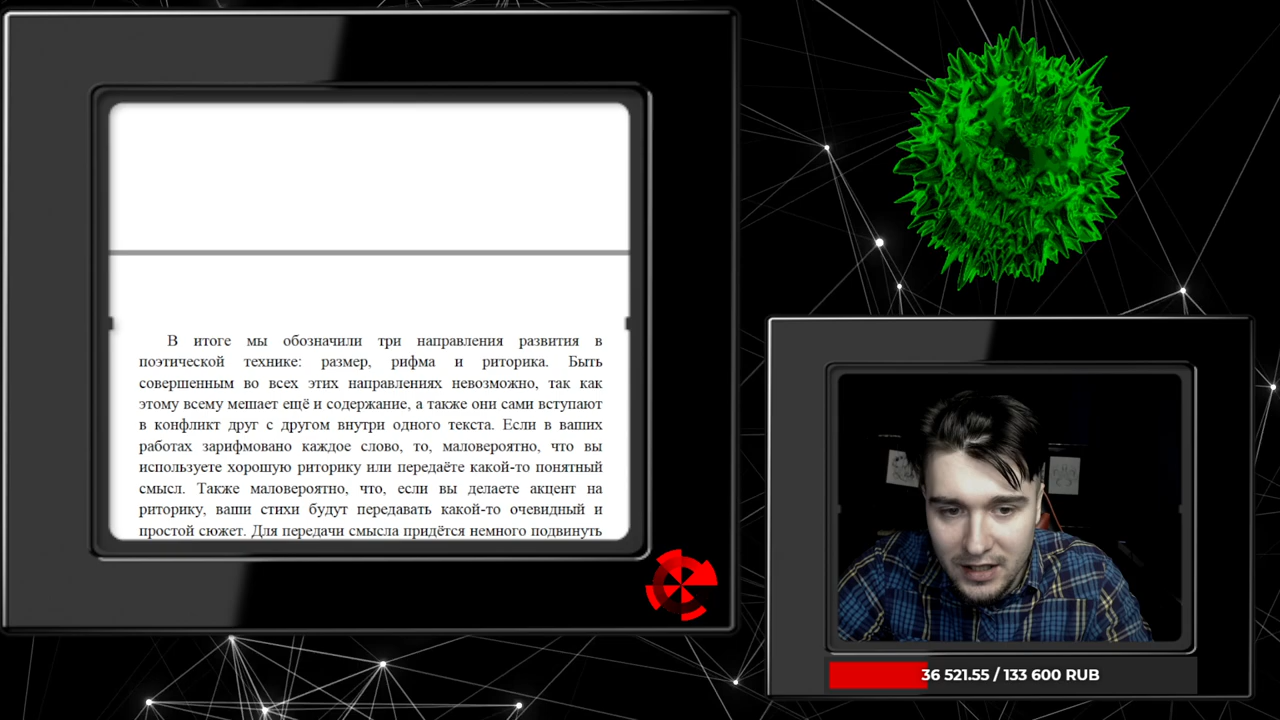 В итоге мы обозначили три направления развития в
поэтической технике: размер, рифма и риторика. Быть
совершенным во всех этих направлениях невозможно, так как
этому всему мешает ещё и содержание, а также они сами вступают
в конфликт друг с другом внутри одного текста. Если в ваших
работах зарифмовано каждое слово, то, маловероятно, что вы
используете хорошую риторику или передаёте какой-то понятный
смысл. Также маловероятно, что, если вы делаете акцент на
риторику, ваши стихи будут передавать какой-то очевидный и
простой сюжет. Для передачи смысла придётся немного подвинуть
36 521.55 / 133 600 RUB